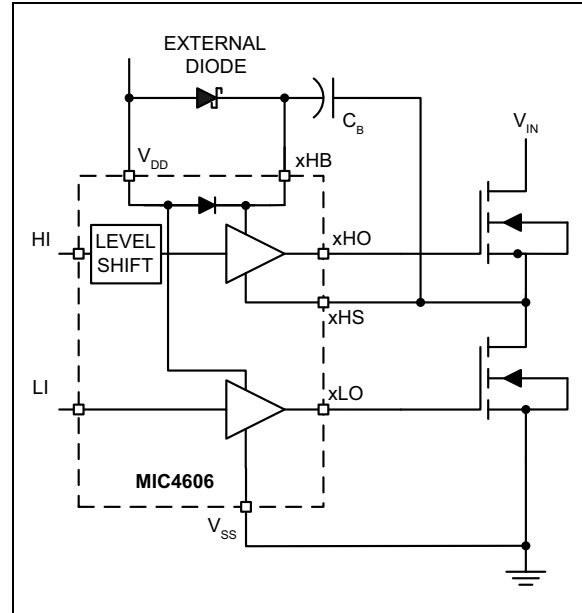 EXTERNAL
DIODE
C_B
V_DD
xHB
V_IN
HI
LEVEL
SHIFT
xHO
xHS
LI
xLO
MIC4606
V_SS